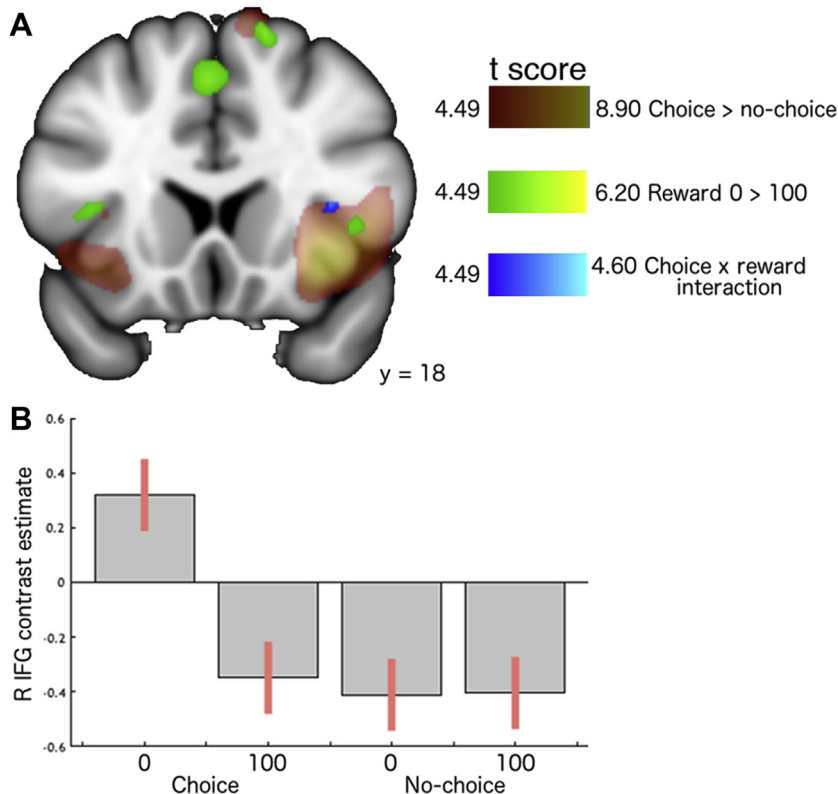 A
t score
4.49 8.90 Choice > no-choice
4.49 6.20 Reward 0 > 100
4.49 4.60 Choice x reward
interaction
y = 18
B
R IFG contrast estimate
0.6
0.4
0.2
0
-0.2
-0.4
-0.6
0 100 0 100
Choice No-choice